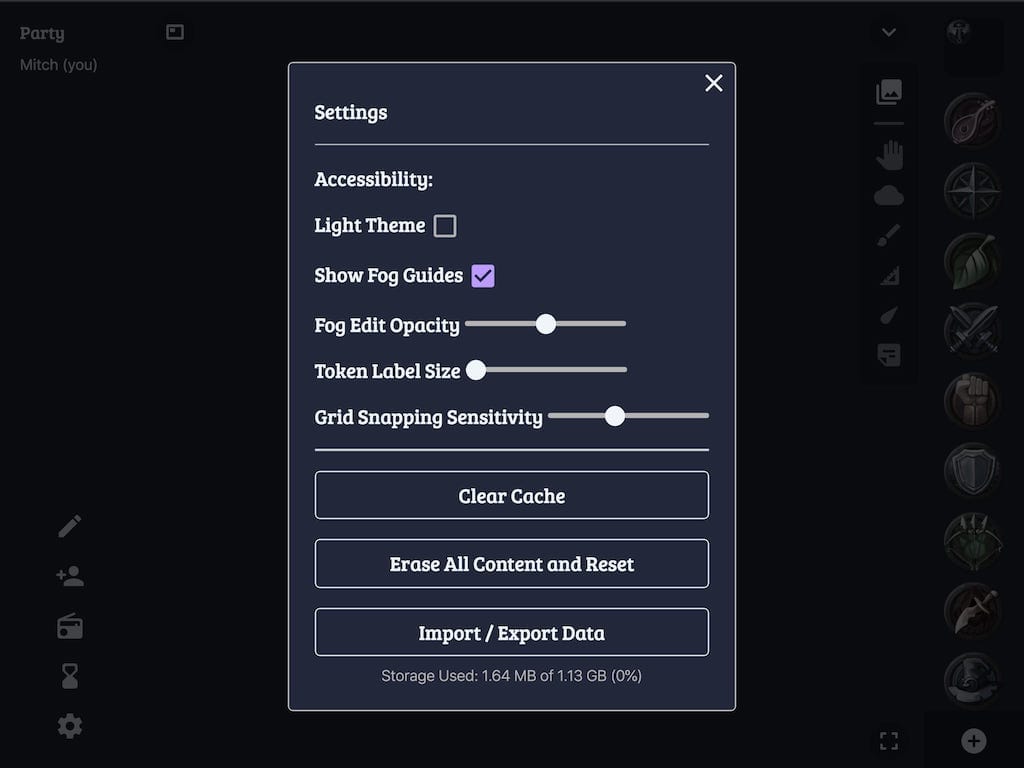 Party
Mitch (you)
Settings
Accessibility:
Light Theme
Show Fog Guides
Fog Edit Opacity
Token Label Size
Grid Snapping Sensitivity
Clear Cache
Erase All Content and Reset
Import / Export Data
Storage Used: 1.64 MB of 1.13 GB (0%)